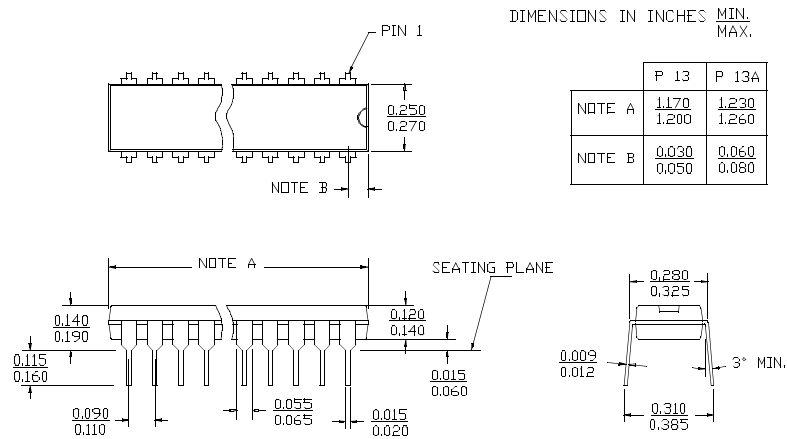 DIMENSIONS IN INCHES MIN.
MAX.
PIN 1
P 13 P 13A
NOTE A 1.170 1.230
1.200 1.260
NOTE B 0.030 0.060
0.050 0.080
0.250
0.270
NOTE B
NOTE A
SEATING PLANE
0.280
0.325
0.140
0.190
0.120
0.140
0.115
0.160
0.009
0.012
3° MIN.
0.015
0.060
0.090
0.110
0.055
0.065
0.015
0.020
0.310
0.385